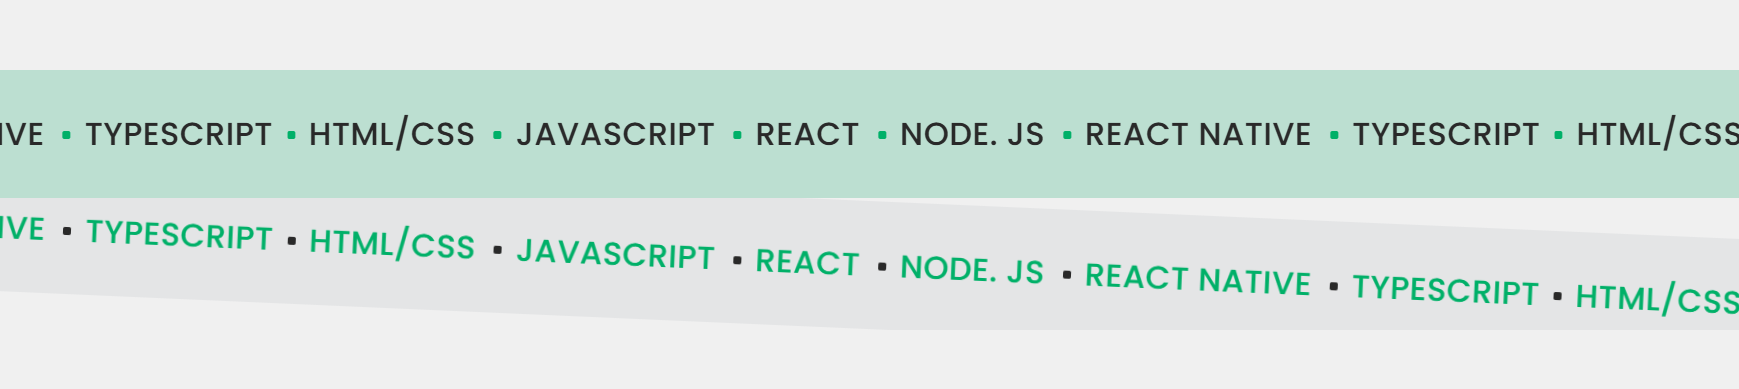 IVE ▪ TYPESCRIPT ▪ HTML/CSS ▪ JAVASCRIPT ▪ REACT ▪ NODE. JS ▪ REACT NATIVE ▪ TYPESCRIPT ▪ HTML/CSS
IVE ▪ TYPESCRIPT ▪ HTML/CSS ▪ JAVASCRIPT ▪ REACT ▪ NODE. JS ▪ REACT NATIVE ▪ TYPESCRIPT ▪ HTML/CSS